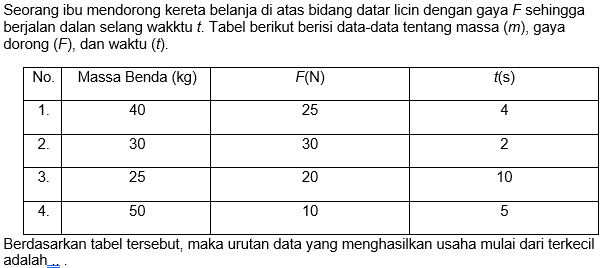 Seorang ibu mendorong kereta belanja di atas bidang datar licin dengan gaya F sehingga
berjalan dalan selang wakktu t. Tabel berikut berisi data-data tentang massa (m), gaya
dorong (F), dan waktu (t).
No. Massa Benda (kg) F(N) t(s)
1. 40 25 4
2. 30 30 2
3. 25 20 10
4. 50 10 5
Berdasarkan tabel tersebut, maka urutan data yang menghasilkan usaha mulai dari terkecil
adalah... .